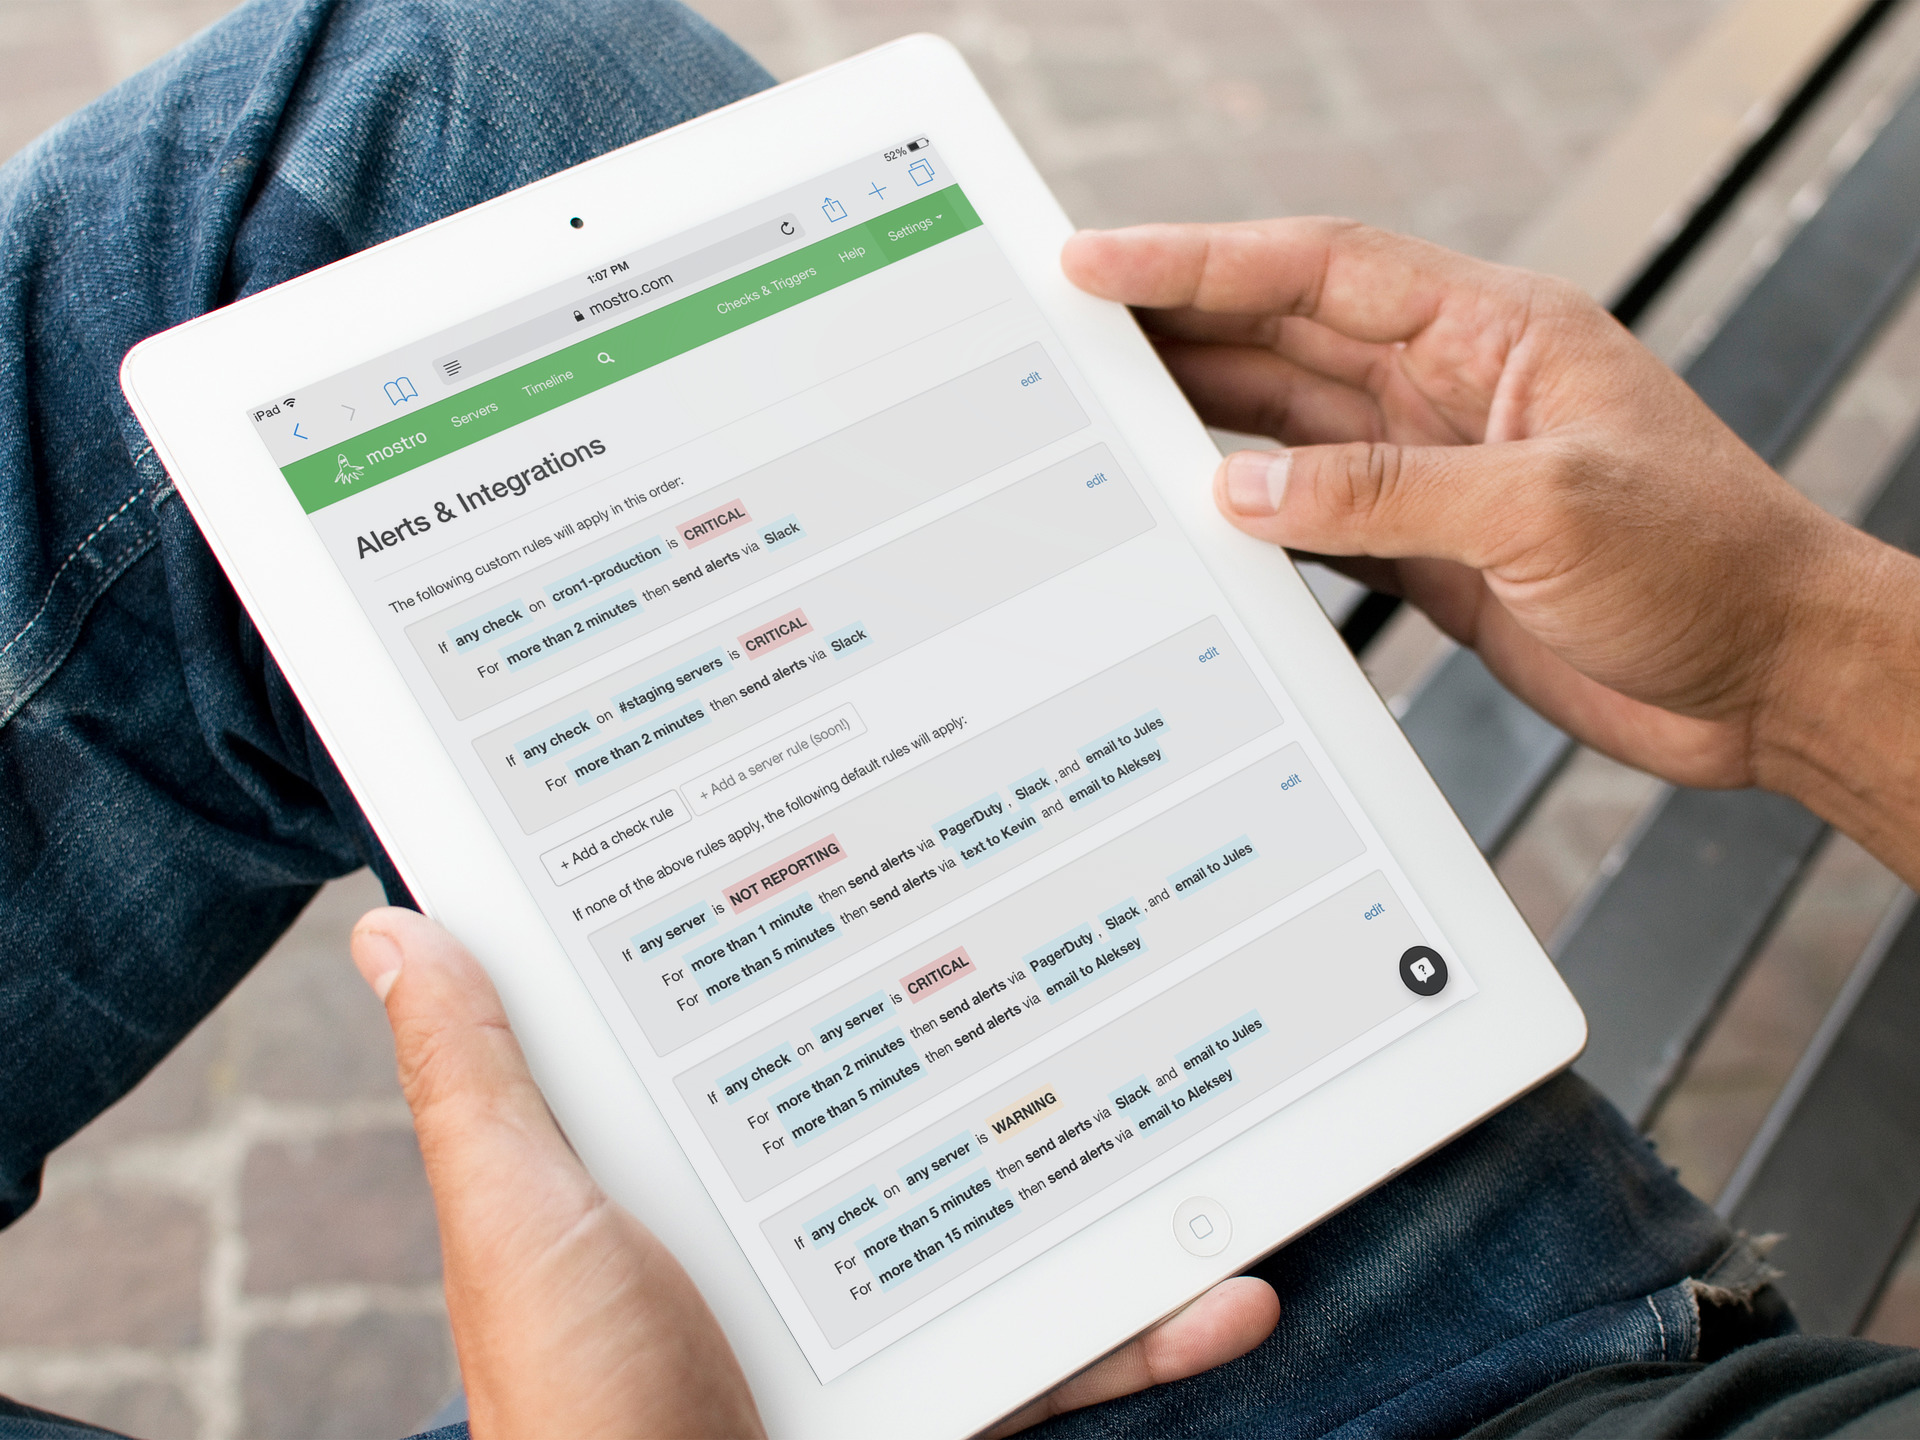 iPad
1:07 PM
52%
mostro.com
mostro Servers Timeline Checks & Triggers Help Settings
Alerts & Integrations
The following custom rules will apply in this order:
edit
If any check on cron1-production is CRITICAL
For more than 2 minutes then send alerts via Slack
edit
If any check on #staging servers is CRITICAL
For more than 2 minutes then send alerts via Slack
+ Add a check rule + Add a server rule (soon!)
If none of the above rules apply, the following default rules will apply:
edit
If any server is NOT REPORTING
For more than 1 minute then send alerts via PagerDuty, Slack, and email to Jules
For more than 5 minutes then send alerts via text to Kevin and email to Aleksey
edit
If any check on any server is CRITICAL
For more than 2 minutes then send alerts via PagerDuty, Slack, and email to Jules
For more than 5 minutes then send alerts via email to Aleksey
edit
If any check on any server is WARNING
For more than 5 minutes then send alerts via Slack and email to Jules
For more than 15 minutes then send alerts via email to Aleksey
?